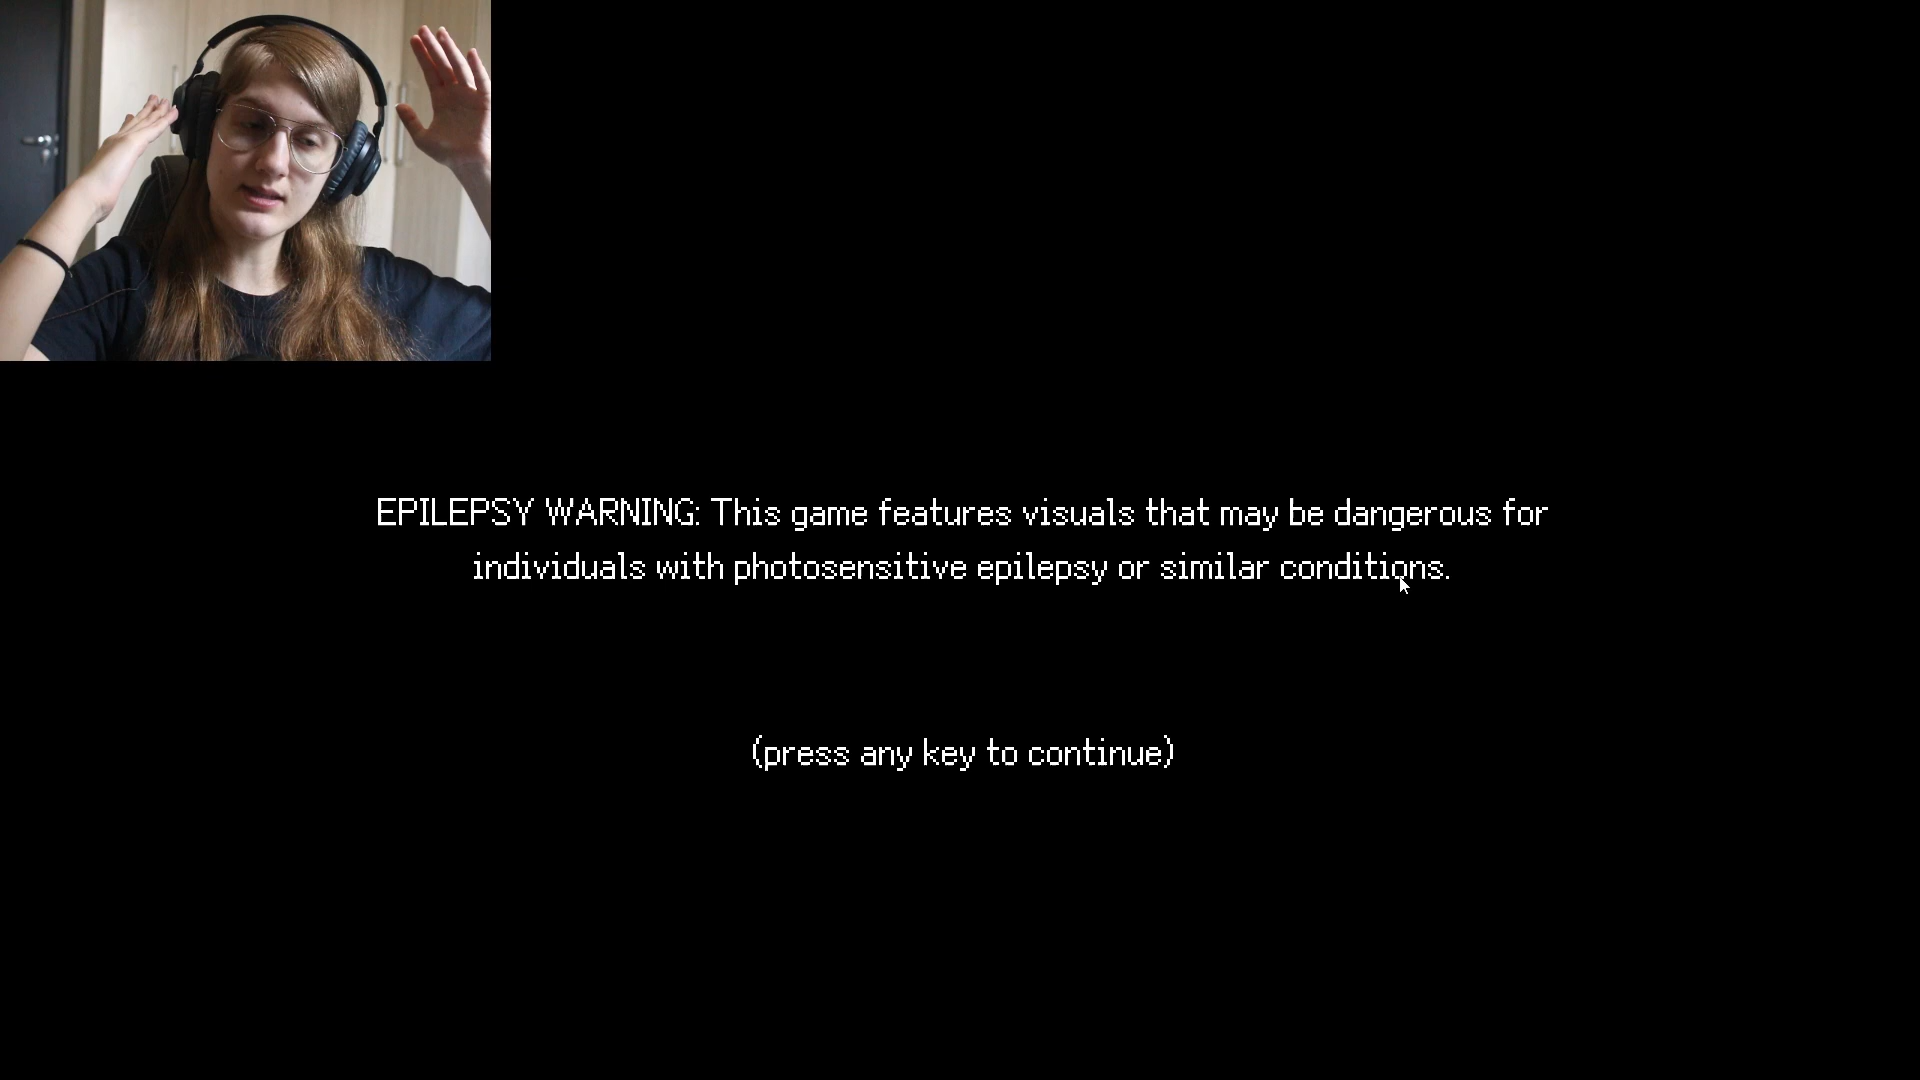 EPILEPSY WARNING: This game features visuals that may be dangerous for
individuals with photosensitive epilepsy or similar conditions.
(press any key to continue)